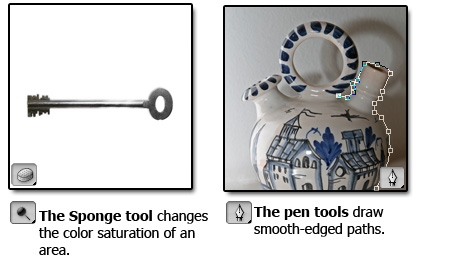 The Sponge tool changes
the color saturation of an
area.
The pen tools draw
smooth-edged paths.